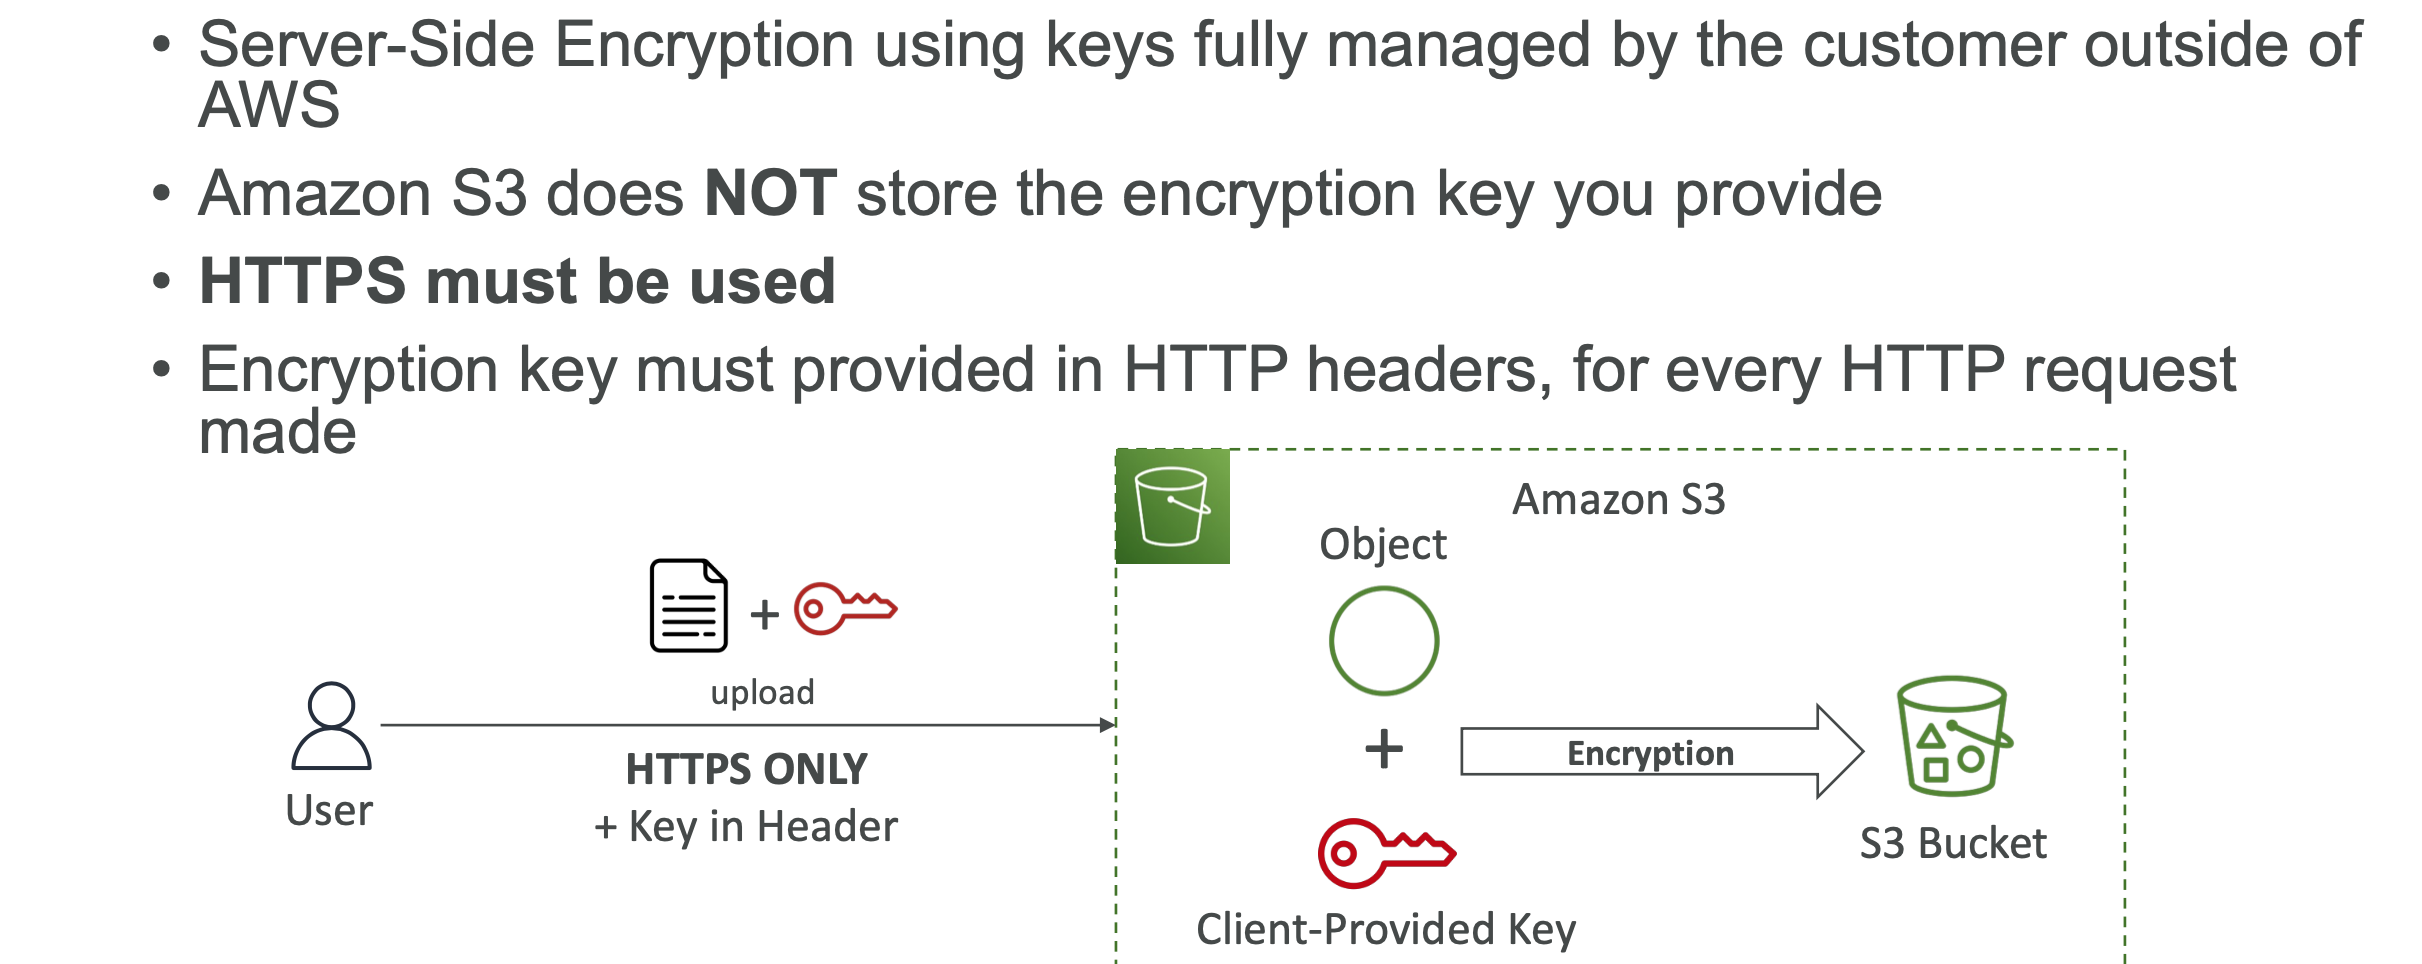 • Server-Side Encryption using keys fully managed by the customer outside of
AWS
• Amazon S3 does NOT store the encryption key you provide
• HTTPS must be used
• Encryption key must provided in HTTP headers, for every HTTP request
made
Amazon S3
Object
+
upload
HTTPS ONLY
+ Key in Header
User
+
Encryption
S3 Bucket
Client-Provided Key